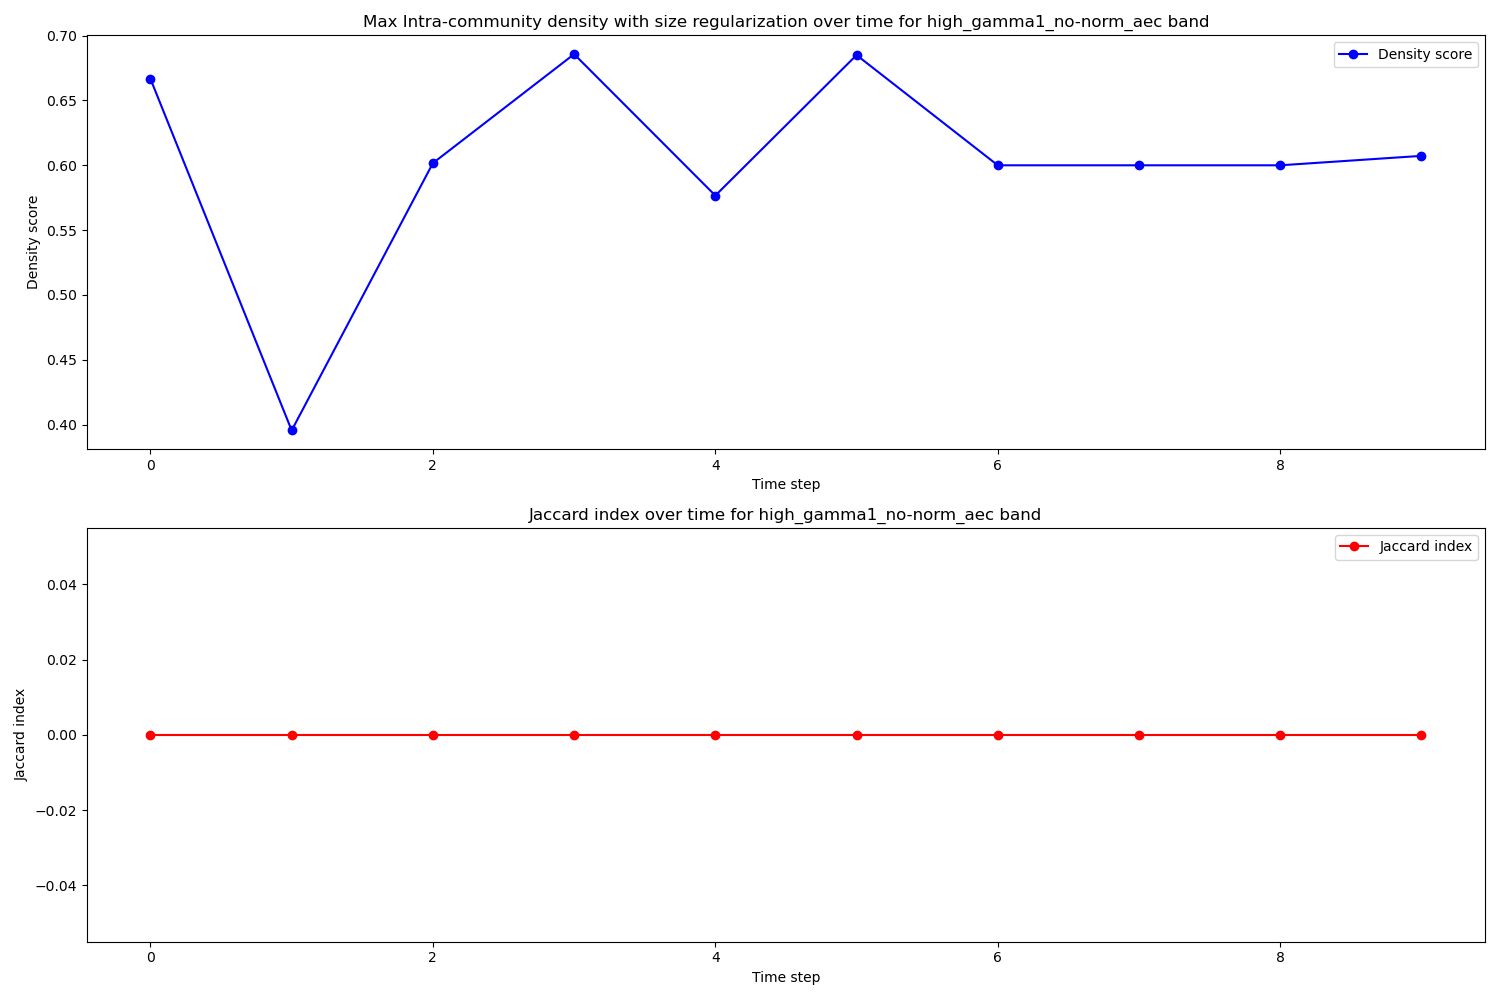 Max Intra-community density with size regularization over time for high_gamma1_no-norm_aec band
Density score
0.70
0.65
0.60
0.55
0.50
0.45
0.40
Density score
0 2 4 6 8
Time step
Jaccard index over time for high_gamma1_no-norm_aec band
Jaccard index
0.04
0.02
0.00
−0.02
−0.04
Jaccard index
0 2 4 6 8
Time step